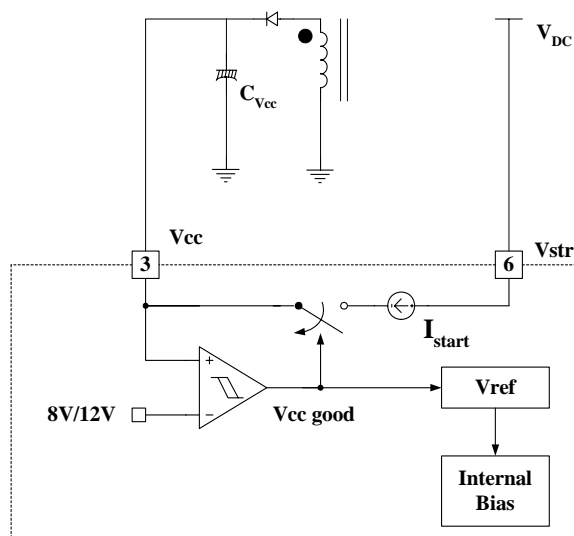 V_DC
C_Vcc
Vcc
Vstr
3
6
I_start
+
−
8V/12V
Vcc good
Vref
Internal
Bias